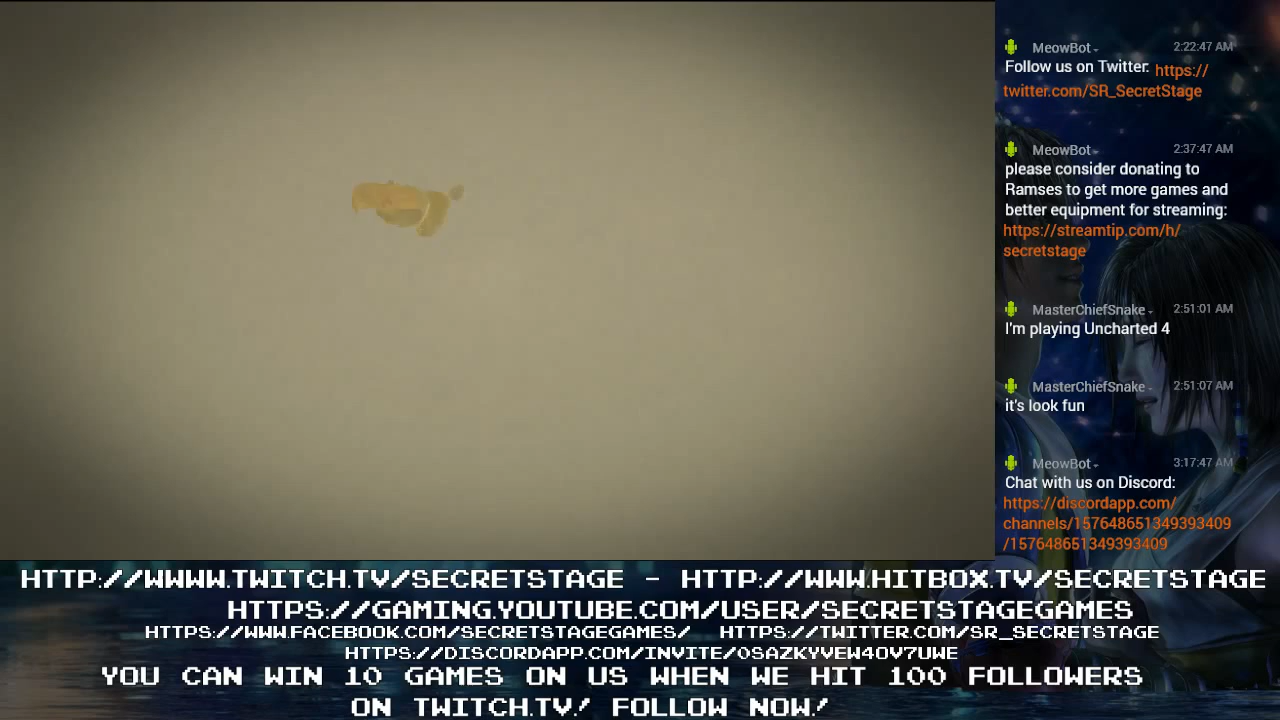 MeowBot 2:22:47 AM
Follow us on Twitter: https://
twitter.com/SR_SecretStage
MeowBot 2:37:47 AM
please consider donating to
Ramses to get more games and
better equipment for streaming:
https://streamtip.com/h/
secretstage
MasterChiefSnake 2:51:01 AM
I'm playing Uncharted 4
MasterChiefSnake 2:51:07 AM
it's look fun
MeowBot 3:17:47 AM
Chat with us on Discord:
https://discordapp.com/
channels/157648651349393409
/157648651349393409
HTTP://WWWW.TWITCH.TV/SECRETSTAGE - HTTP://WWW.HITBOX.TV/SECRETSTAGE
HTTPS://GAMING.YOUTUBE.COM/USER/SECRETSTAGEGAMES
HTTPS://WWW.FACEBOOK.COM/SECRETSTAGEGAMES/ HTTPS://TWITTER.COM/SR_SECRETSTAGE
HTTPS://DISCORDAPP.COM/INVITE/0SAZKYVEW40V7UWE
YOU CAN WIN 10 GAMES ON US WHEN WE HIT 100 FOLLOWERS
ON TWITCH.TV! FOLLOW NOW!